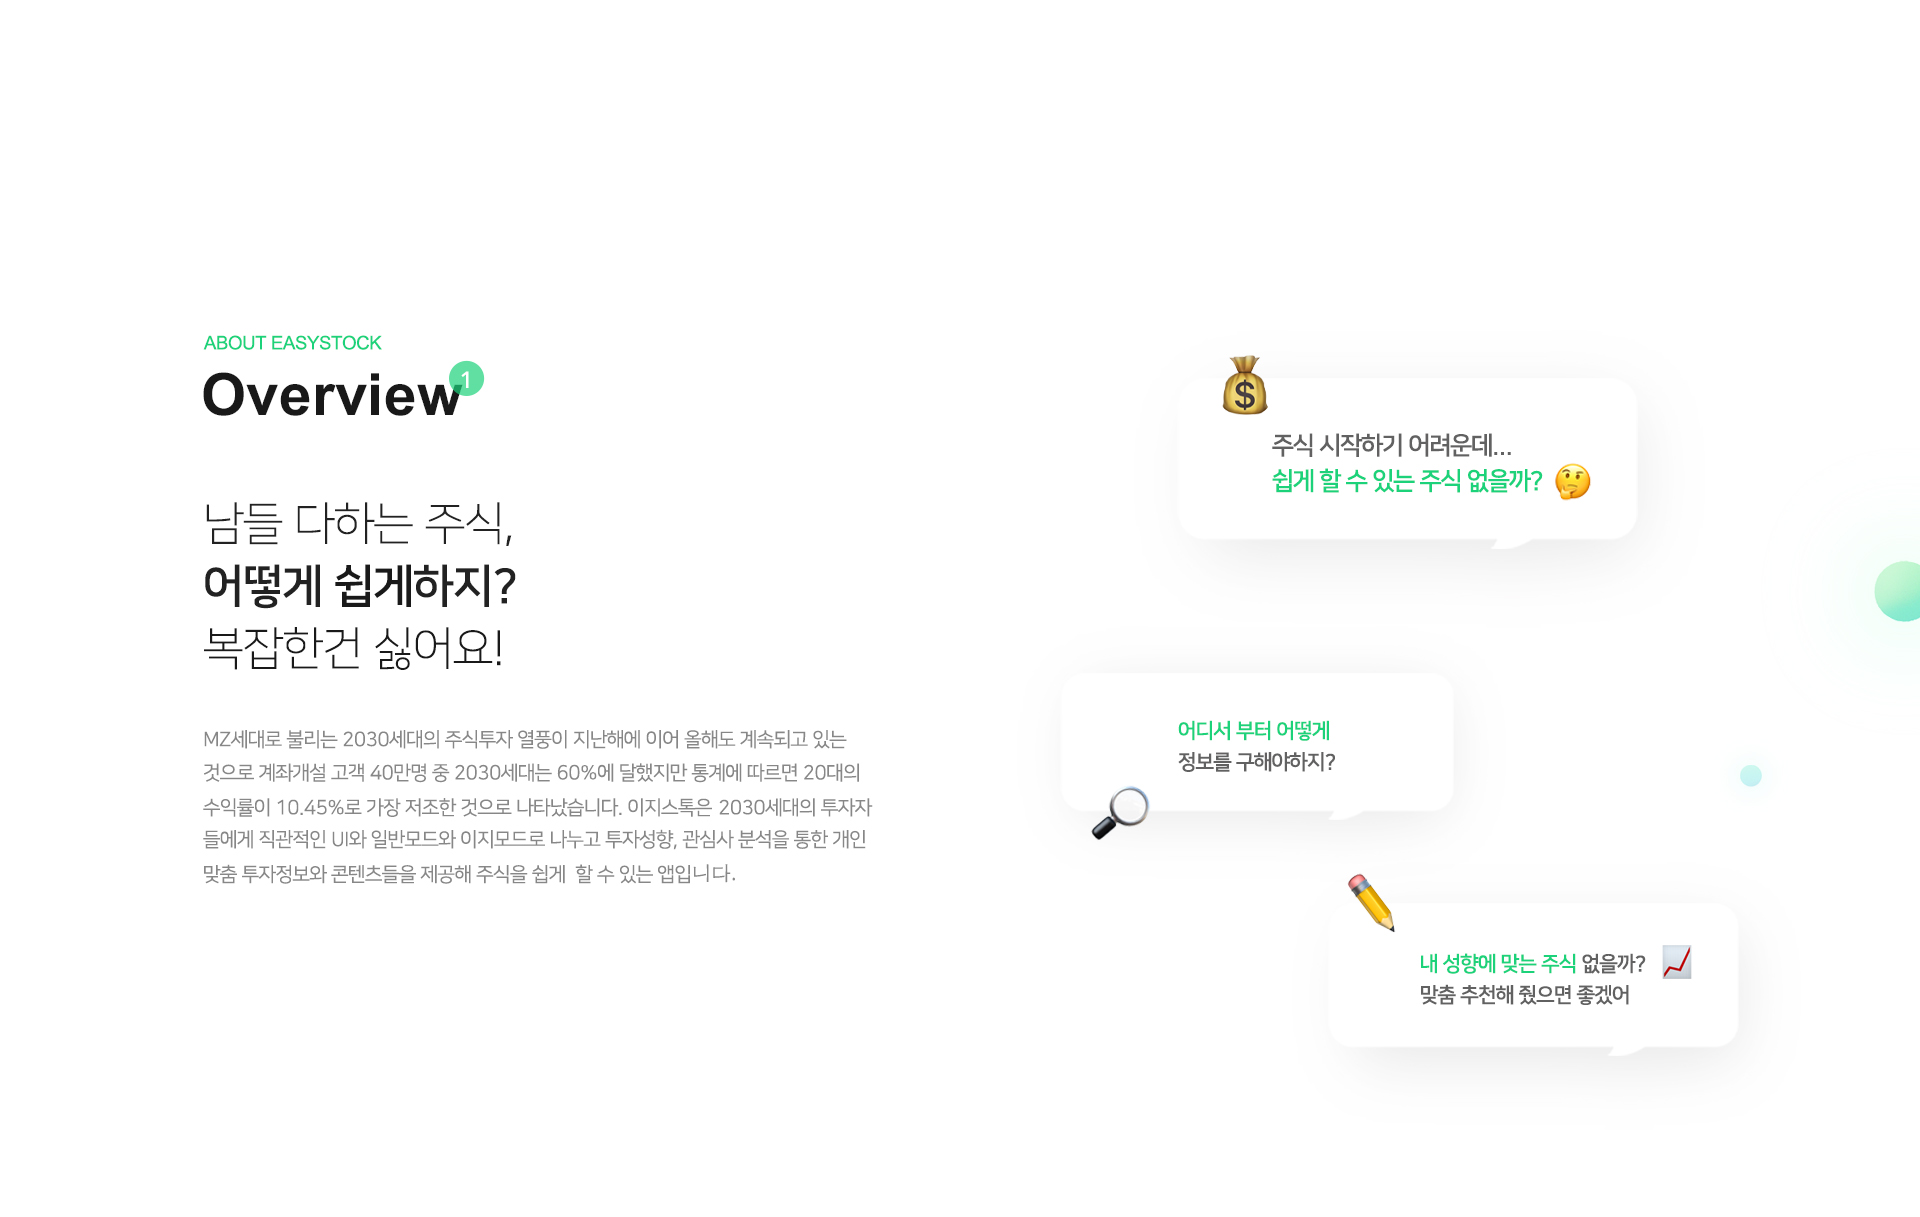 ABOUT EASYSTOCK
Overview
1
남들 다하는 주식,
어떻게 쉽게하지?
복잡한건 싫어요!
MZ세대로 불리는 2030세대의 주식투자 열풍이 지난해에 이어 올해도 계속되고 있는
것으로 계좌개설 고객 40만명 중 2030세대는 60%에 달했지만 통계에 따르면 20대의
수익률이 10.45%로 가장 저조한 것으로 나타났습니다. 이지스톡은 2030세대의 투자자
들에게 직관적인 UI와 일반모드와 이지모드로 나누고 투자성향, 관심사 분석을 통한 개인
맞춤 투자정보와 콘텐츠들을 제공해 주식을 쉽게 할 수 있는 앱입니다.
주식 시작하기 어려운데...
쉽게 할 수 있는 주식 없을까?
어디서 부터 어떻게
정보를 구해야하지?
내 성향에 맞는 주식 없을까?
맞춤 추천해 줬으면 좋겠어